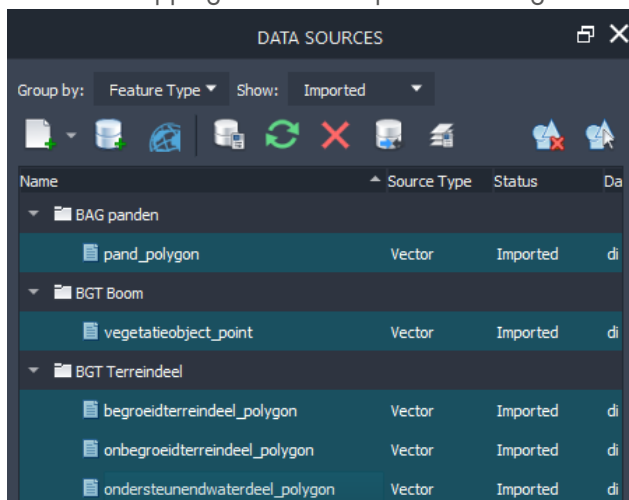 DATA SOURCES
Group by: Feature Type Show: Imported
Name Source Type Status Da
BAG panden
pand_polygon Vector Imported di
BGT Boom
vegetatieobject_point Vector Imported di
BGT Terreindeel
begroeidterreindeel_polygon Vector Imported di
onbegroeidterreindeel_polygon Vector Imported di
ondersteunendwaterdeel_polygon Vector Imported di